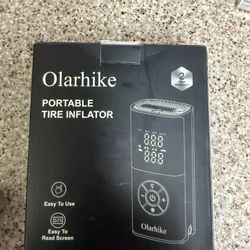 Olarhike
2
PORTABLE
TIRE INFLATOR
Easy To Use
Easy To
Read Screen
Olarhike